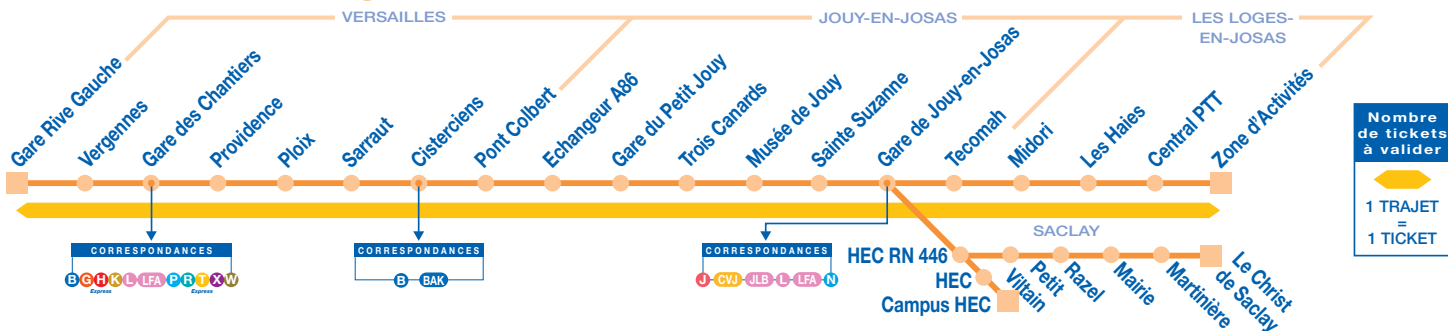 VERSAILLES
JOUY-EN-JOSAS
LES LOGES-
EN-JOSAS
Gare Rive Gauche
Vergennes
Gare des Chantiers
Providence
Ploix
Sarraut
Cisterciens
Pont Colbert
Echangeur A86
Gare du Petit Jouy
Trois Canards
Musée de Jouy
Sainte Suzanne
Gare de Jouy-en-Josas
Tecomah
Midori
Les Haies
Central PTT
Zone d'Activités
Nombre
de tickets
à valider
1 TRAJET
=
1 TICKET
CORRESPONDANCES
B G H K L LFA P R T X W
Express Express
CORRESPONDANCES
B BAK
CORRESPONDANCES
J CVJ JLB L LFA N
SACLAY
HEC RN 446
HEC
Campus HEC
Viltain
Petit
Razel
Mairie
Martinière
Le Christ
de Saclay